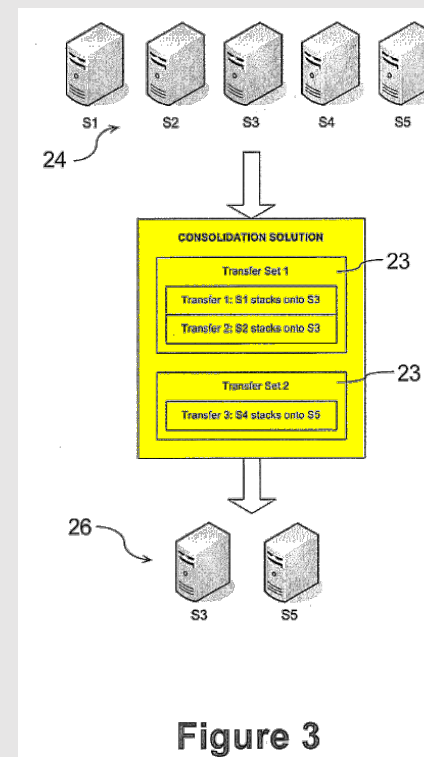 S1 S2 S3 S4 S5
24
CONSOLIDATION SOLUTION
Transfer Set 1
23
Transfer 1: S1 stacks onto S3
Transfer 2: S2 stacks onto S3
Transfer Set 2
23
Transfer 3: S4 stacks onto S5
26
S3 S5
Figure 3